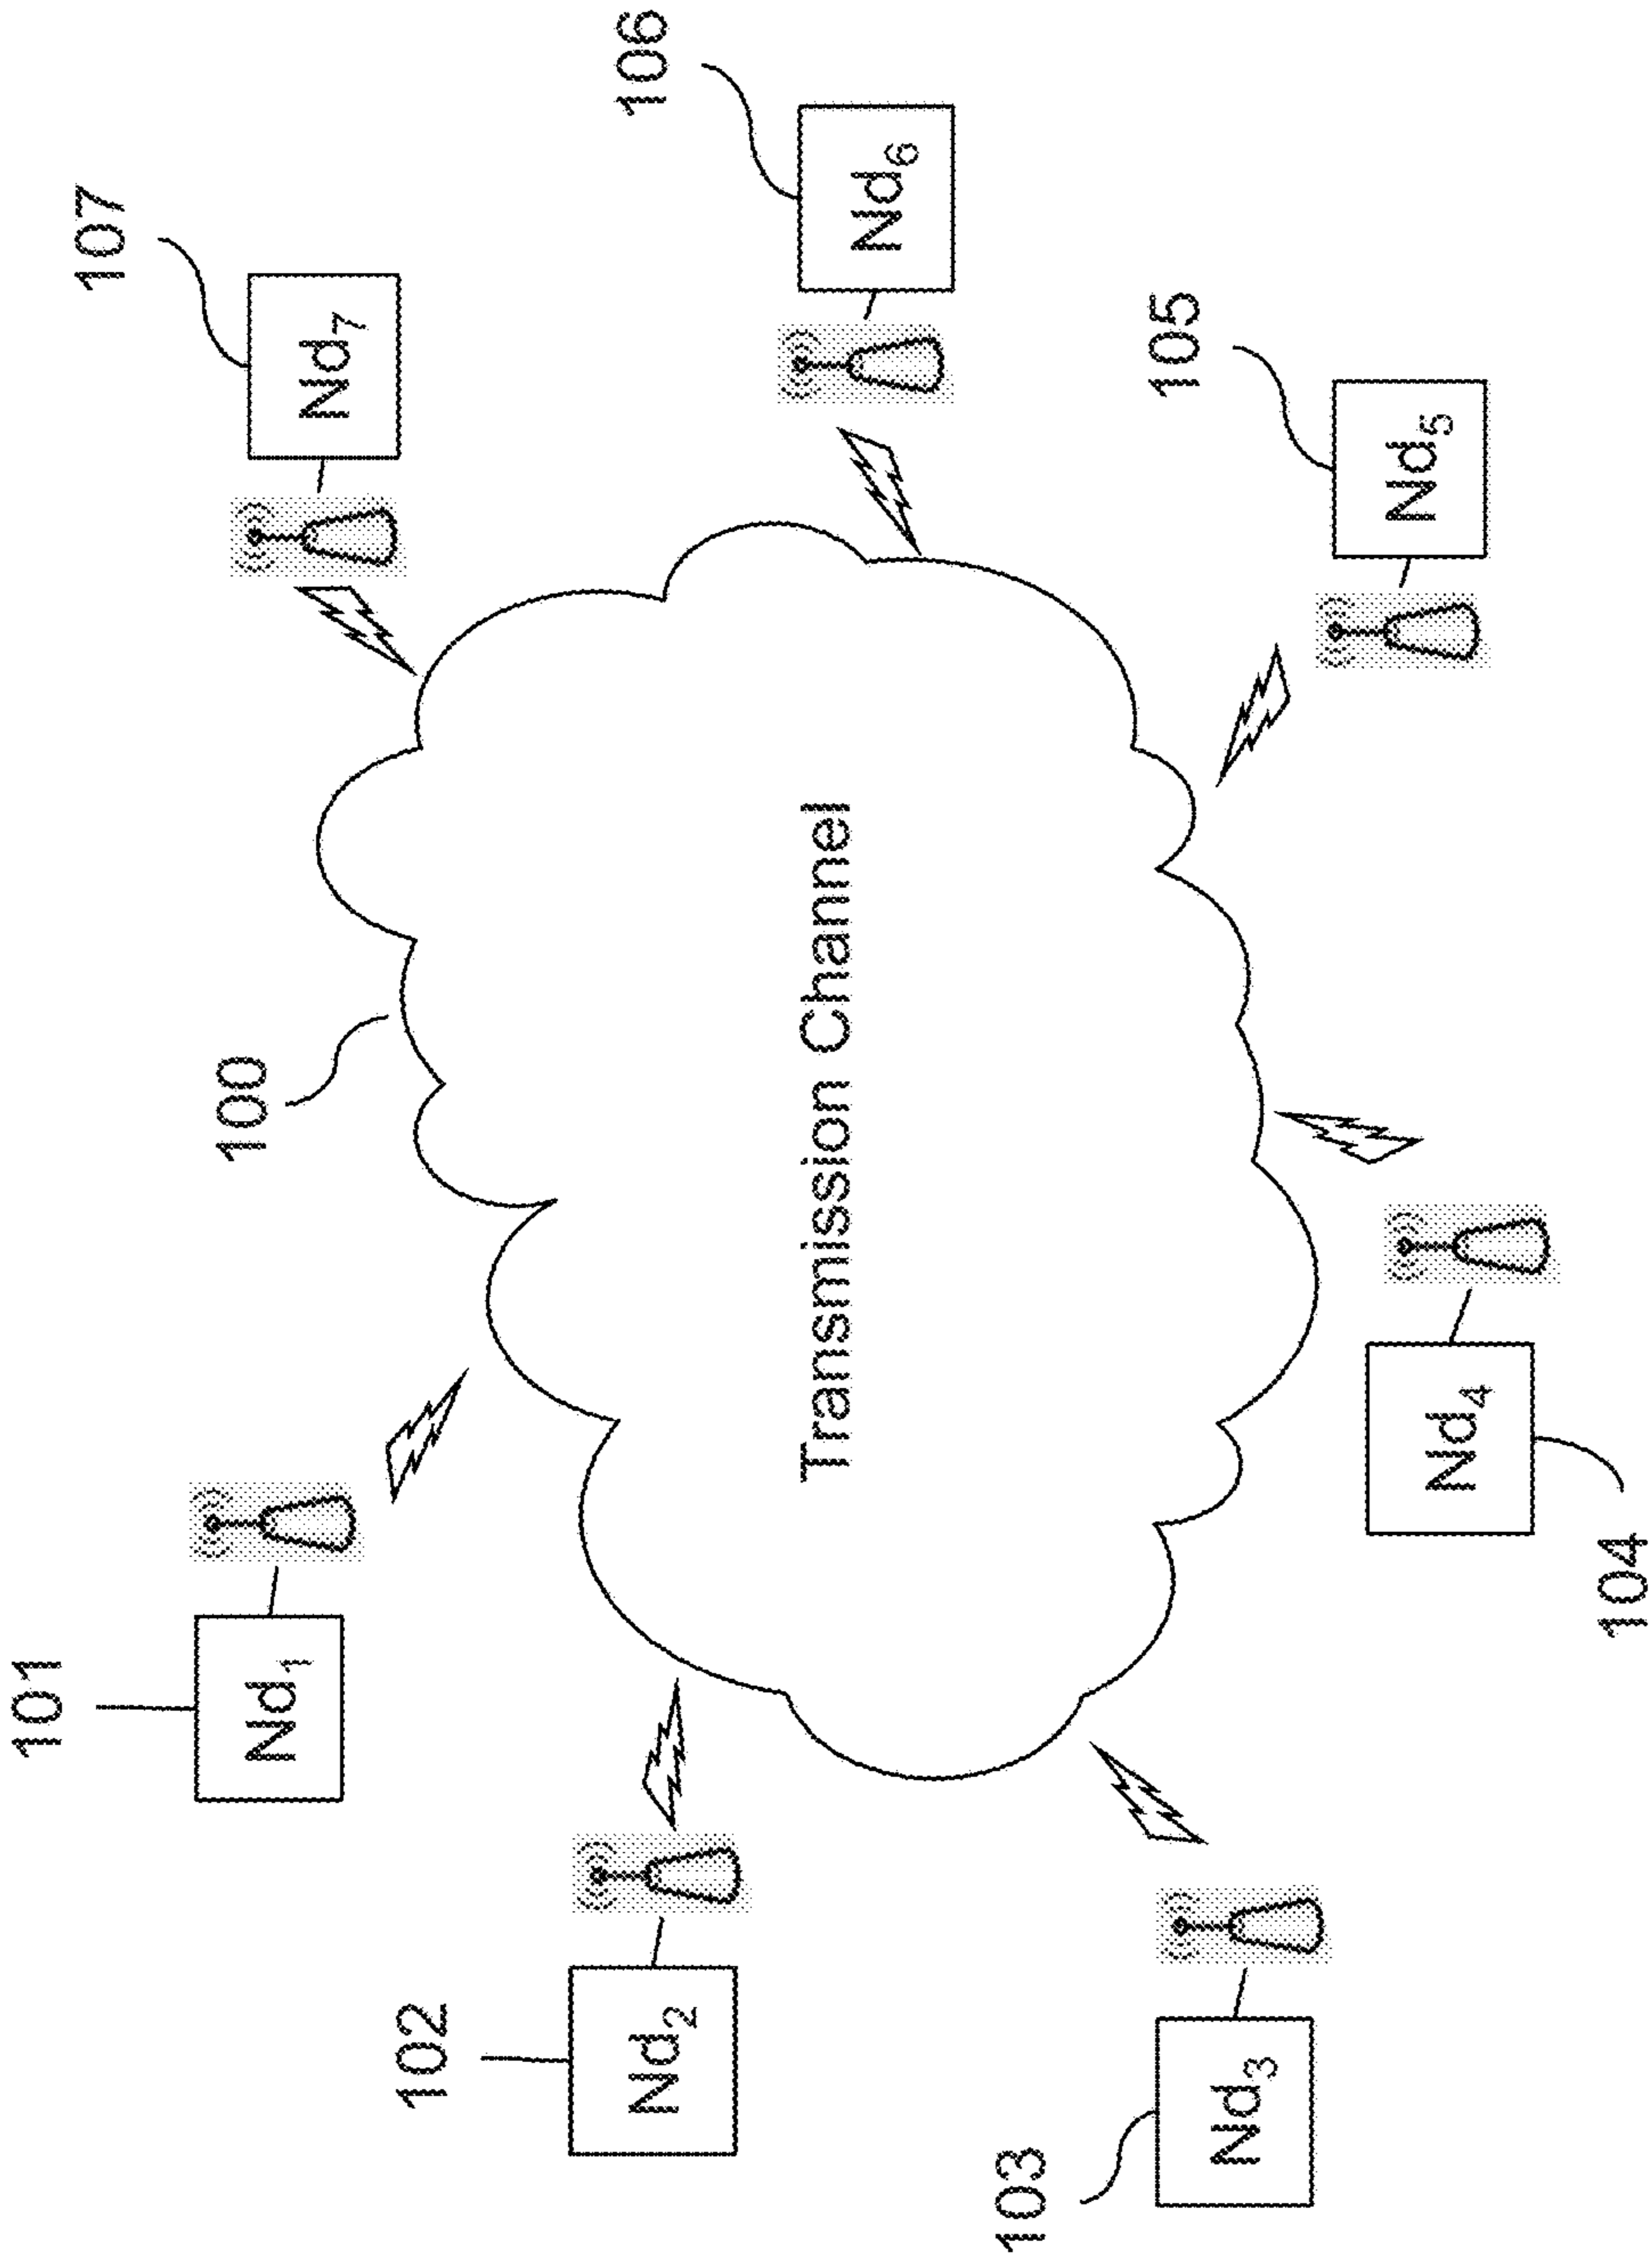 101
107
100
Nd₁
Nd₇
102
106
Nd₂
Transmission Channel
Nd₆
103
105
Nd₃
Nd₅
Nd₄
104